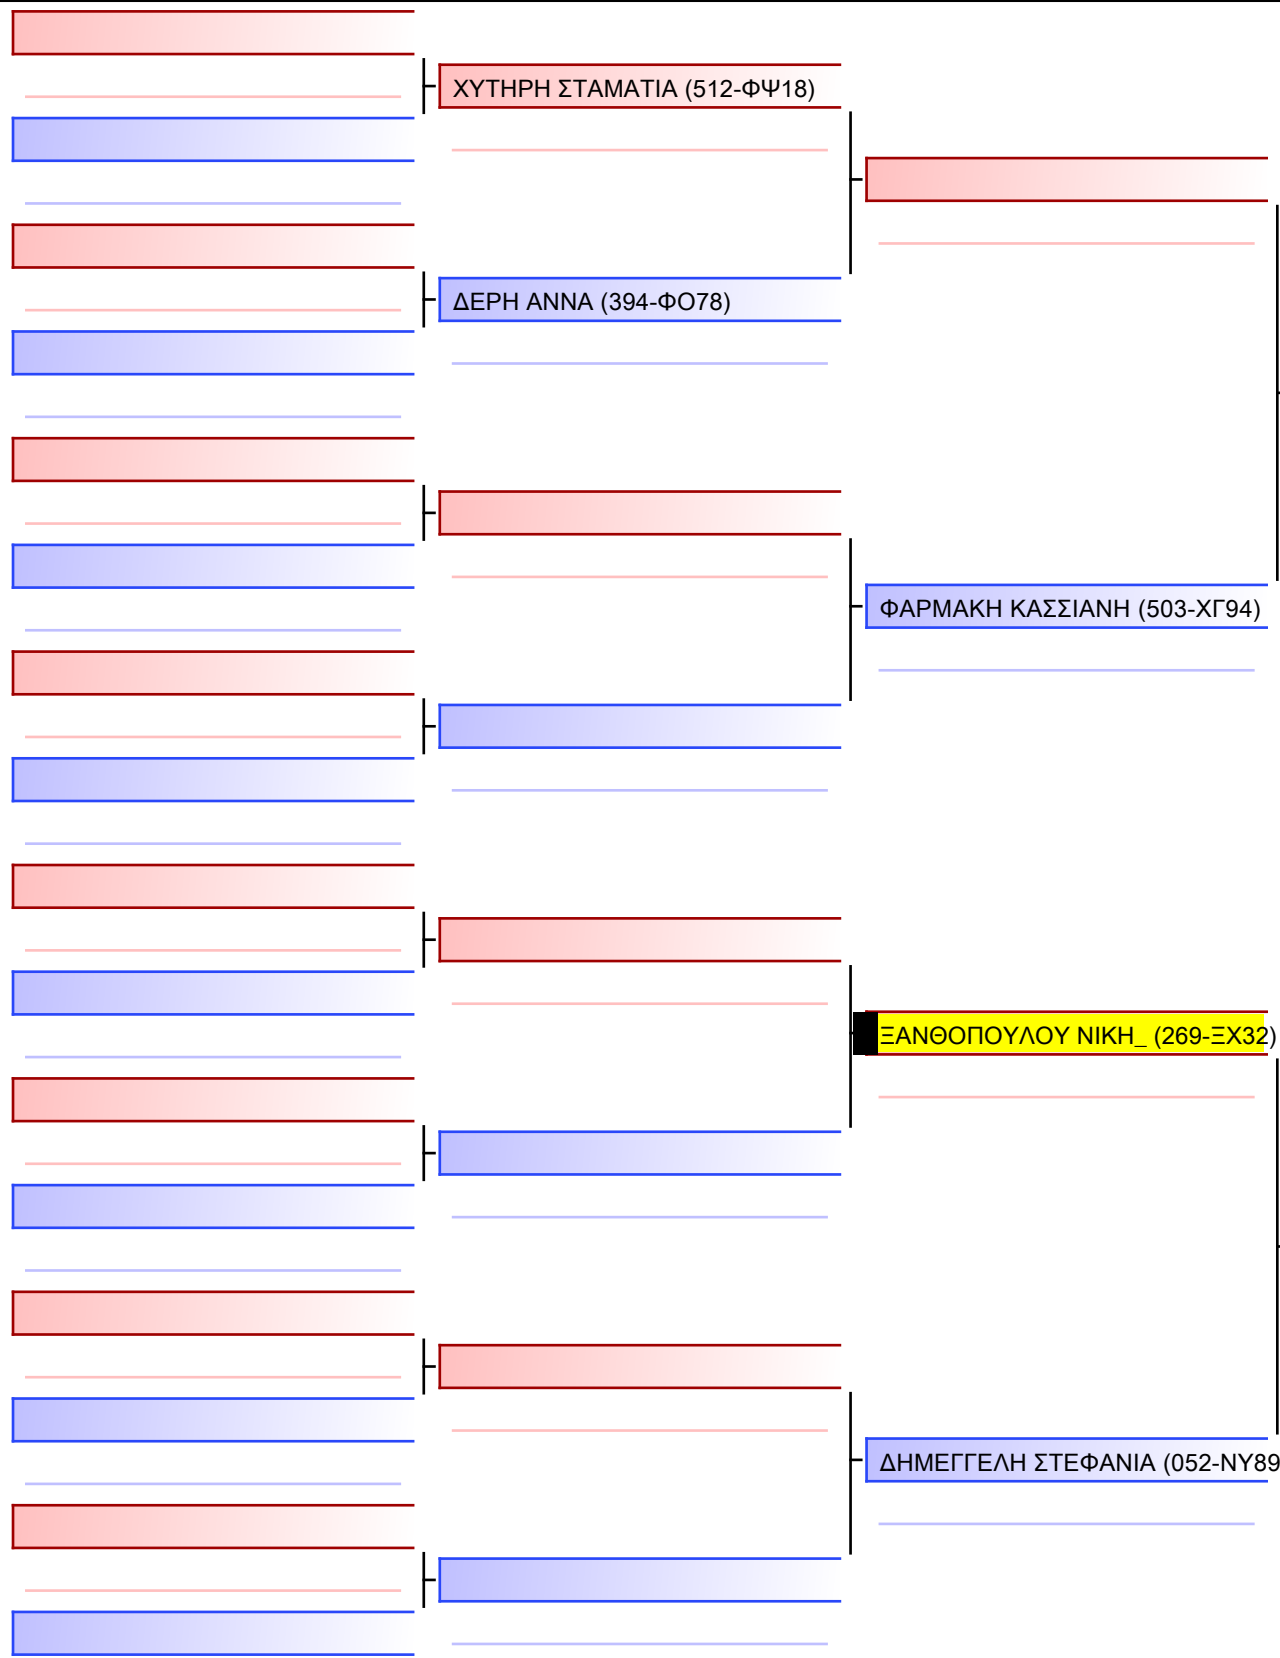 ΧΥΤΗΡΗ ΣΤΑΜΑΤΙΑ (512-ΦΨ18)
ΔΕΡΗ ΑΝΝΑ (394-ΦΟ78)
ΦΑΡΜΑΚΗ ΚΑΣΣΙΑΝΗ (503-ΧΓ94)
ΞΑΝΘΟΠΟΥΛΟΥ ΝΙΚΗ_ (269-ΞΧ32)
ΔΗΜΕΓΓΕΛΗ ΣΤΕΦΑΝΙΑ (052-ΝΥ89